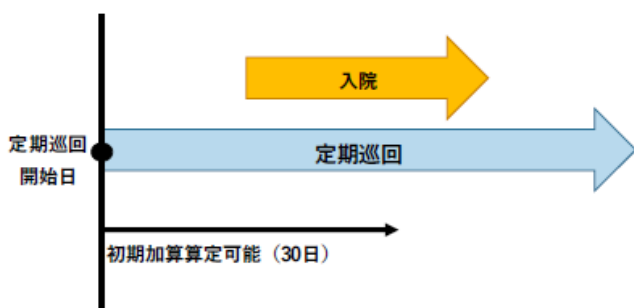 入院
定期巡回
開始日
定期巡回
初期加算算定可能（30日）